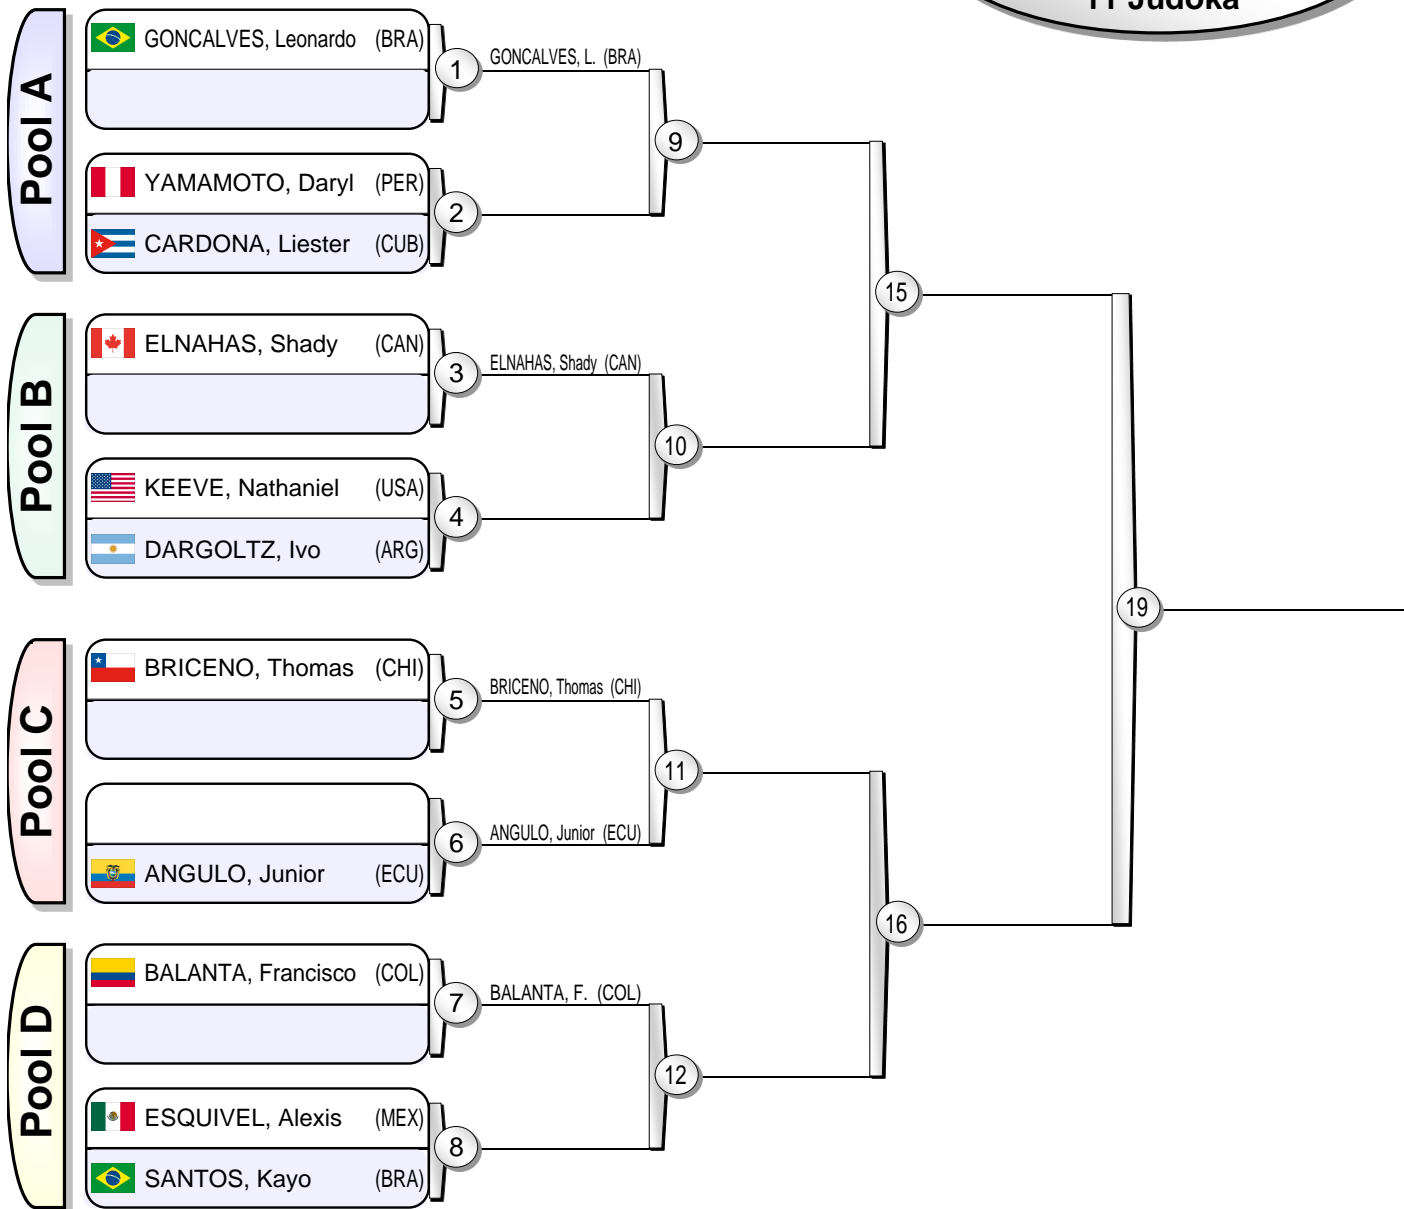 11 Judoka
Pool A
GONCALVES, Leonardo (BRA)
1
GONCALVES, L. (BRA)
9
YAMAMOTO, Daryl (PER)
2
CARDONA, Liester (CUB)
15
Pool B
ELNAHAS, Shady (CAN)
3
ELNAHAS, Shady (CAN)
10
KEEVE, Nathaniel (USA)
4
DARGOLTZ, Ivo (ARG)
19
Pool C
BRICENO, Thomas (CHI)
5
BRICENO, Thomas (CHI)
11
6
ANGULO, Junior (ECU)
ANGULO, Junior (ECU)
16
Pool D
BALANTA, Francisco (COL)
7
BALANTA, F. (COL)
12
ESQUIVEL, Alexis (MEX)
8
SANTOS, Kayo (BRA)